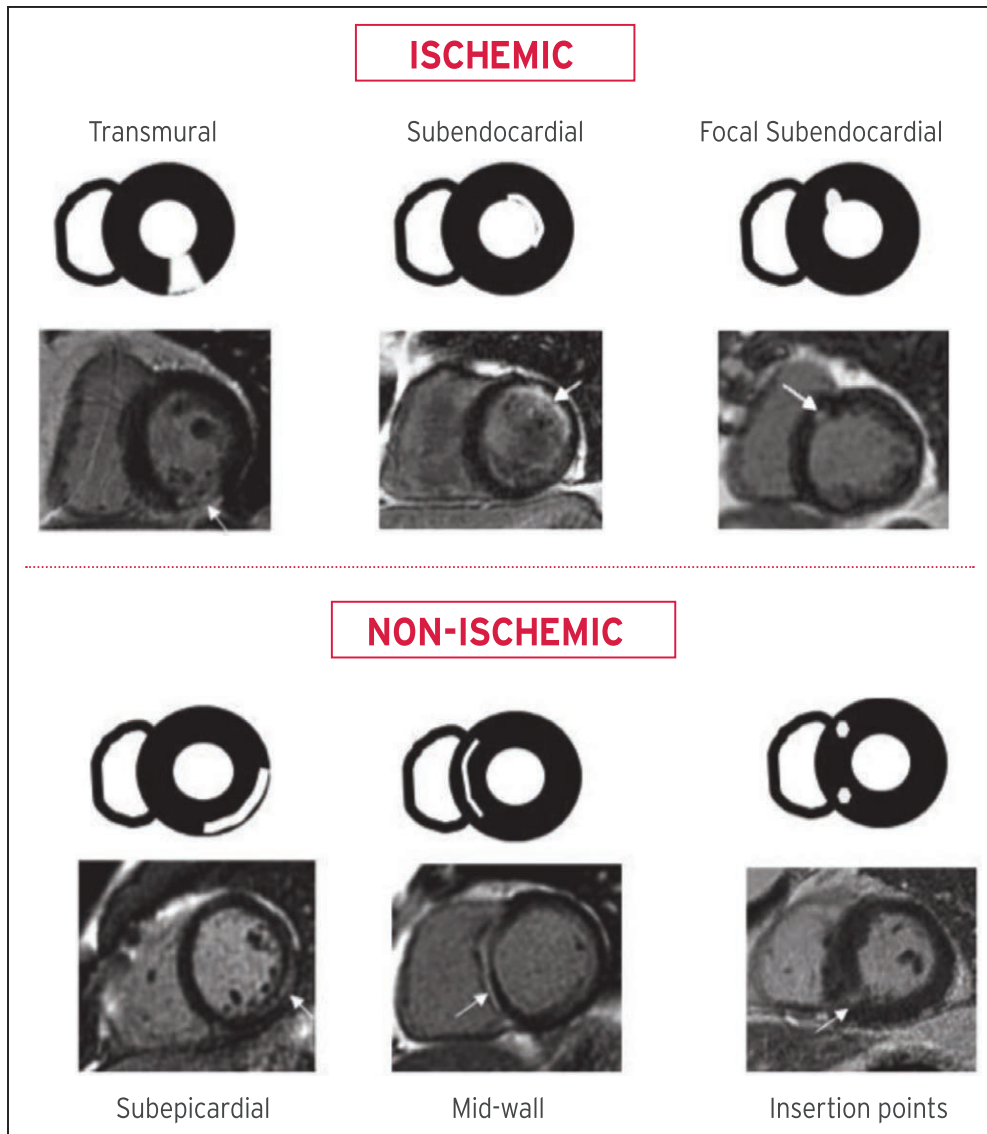 ISCHEMIC
Transmural
Subendocardial
Focal Subendocardial
NON-ISCHEMIC
Subepicardial
Mid-wall
Insertion points